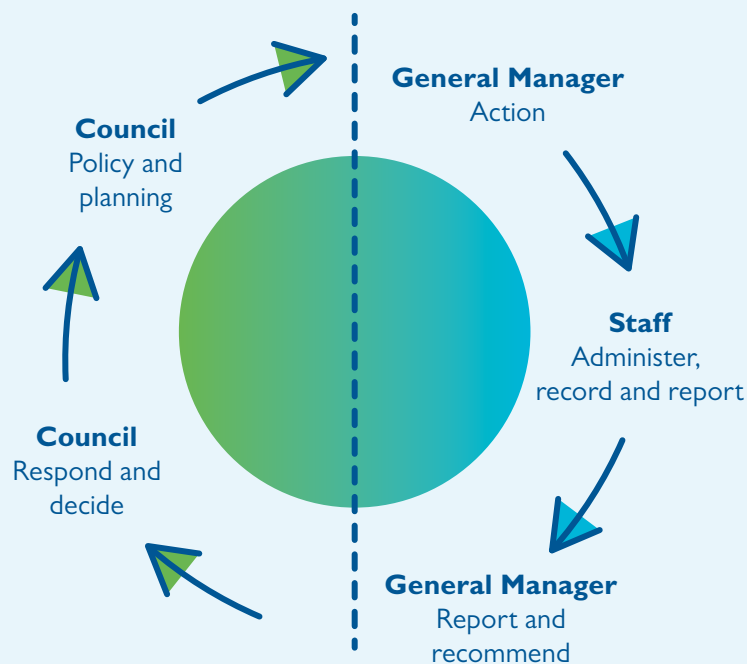 General Manager
Action
Council
Policy and
planning
Staff
Administer,
record and report
Council
Respond and
decide
General Manager
Report and
recommend